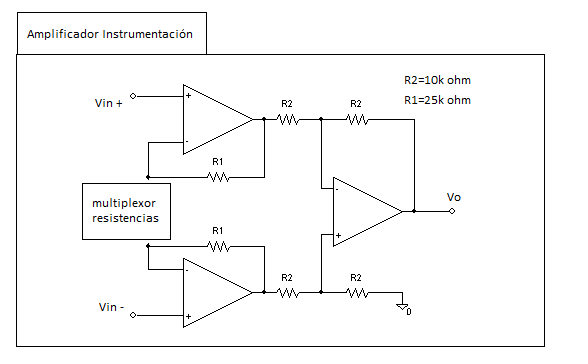 Amplificador Instrumentación
R2=10k ohm
R1=25k ohm
Vin +
+
-
R2
R2
R1
multiplexor
resistencias
-
+
Vo
R1
-
+
R2
R2
Vin -
0